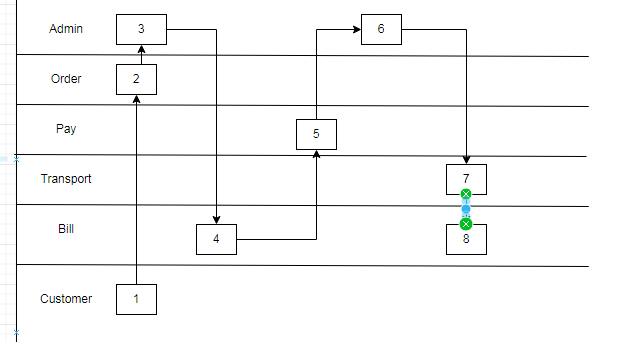 Admin 3 6
Order 2
Pay 5
Transport 7
Bill 4 8
Customer 1